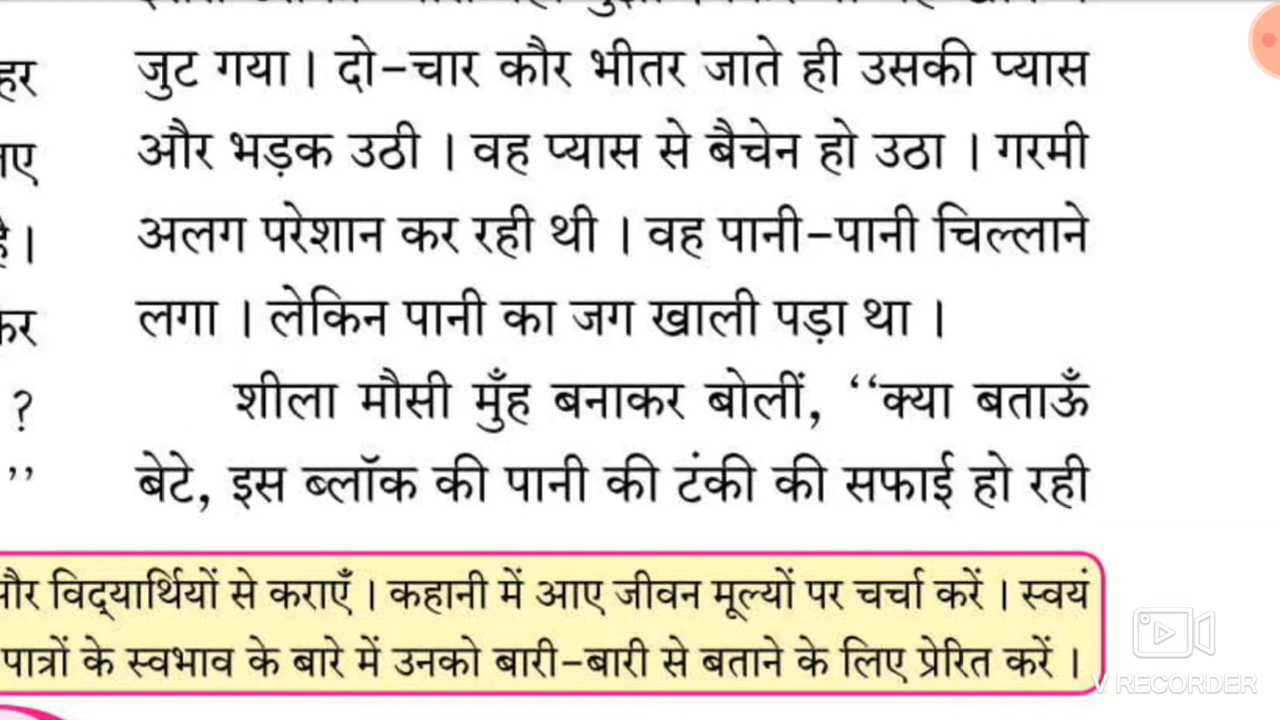 जुट गया । दो-चार कौर भीतर जाते ही उसकी प्यास
और भड़क उठी । वह प्यास से बैचेन हो उठा । गरमी
अलग परेशान कर रही थी । वह पानी-पानी चिल्लाने
लगा । लेकिन पानी का जग खाली पड़ा था ।
शीला मौसी मुँह बनाकर बोलीं, ‘‘क्या बताऊँ
बेटे, इस ब्लॉक की पानी की टंकी की सफाई हो रही
?
’’
विद्यार्थियों से कराएँ । कहानी में आए जीवन मूल्यों पर चर्चा करें । स्वयं
पात्रों के स्वभाव के बारे में उनको बारी-बारी से बताने के लिए प्रेरित करें ।
V RECORDER